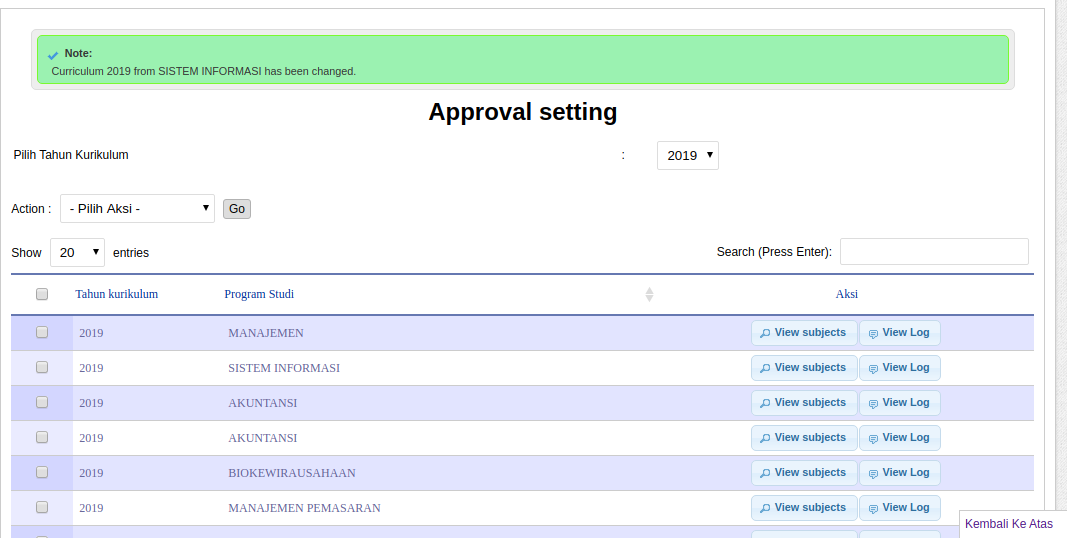 Note:
Curriculum 2019 from SISTEM INFORMASI has been changed.
Approval setting
Pilih Tahun Kurikulum : 2019
Action : - Pilih Aksi - Go
Show 20 entries Search (Press Enter):
Tahun kurikulum Program Studi Aksi
2019 MANAJEMEN View subjects View Log
2019 SISTEM INFORMASI View subjects View Log
2019 AKUNTANSI View subjects View Log
2019 AKUNTANSI View subjects View Log
2019 BIOKEWIRAUSAHAAN View subjects View Log
2019 MANAJEMEN PEMASARAN View subjects View Log
Kembali Ke Atas